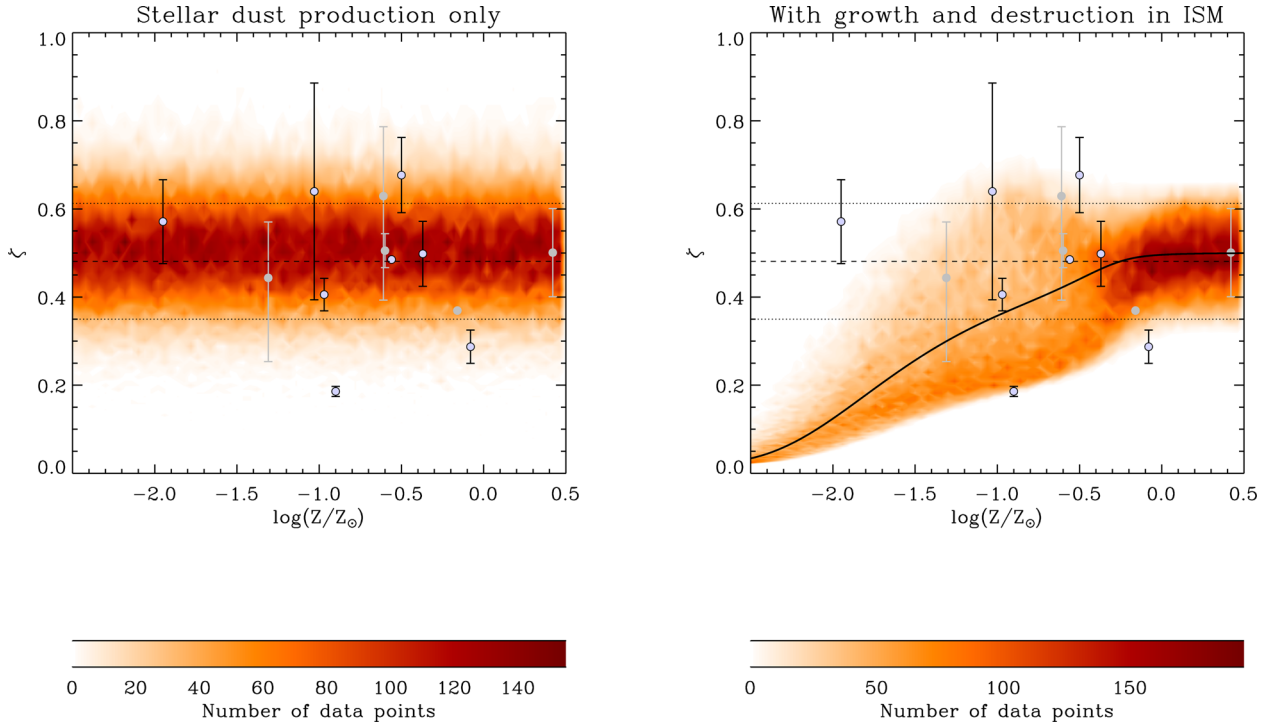 Stellar dust production only
With growth and destruction in ISM
1.0
0.8
0.6
0.4
0.2
0.0
ζ
−2.0 −1.5 −1.0 −0.5 0.0 0.5
log(Z/Z⊙)
1.0
0.8
0.6
0.4
0.2
0.0
ζ
−2.0 −1.5 −1.0 −0.5 0.0 0.5
log(Z/Z⊙)
0 20 40 60 80 100 120 140
Number of data points
0 50 100 150
Number of data points